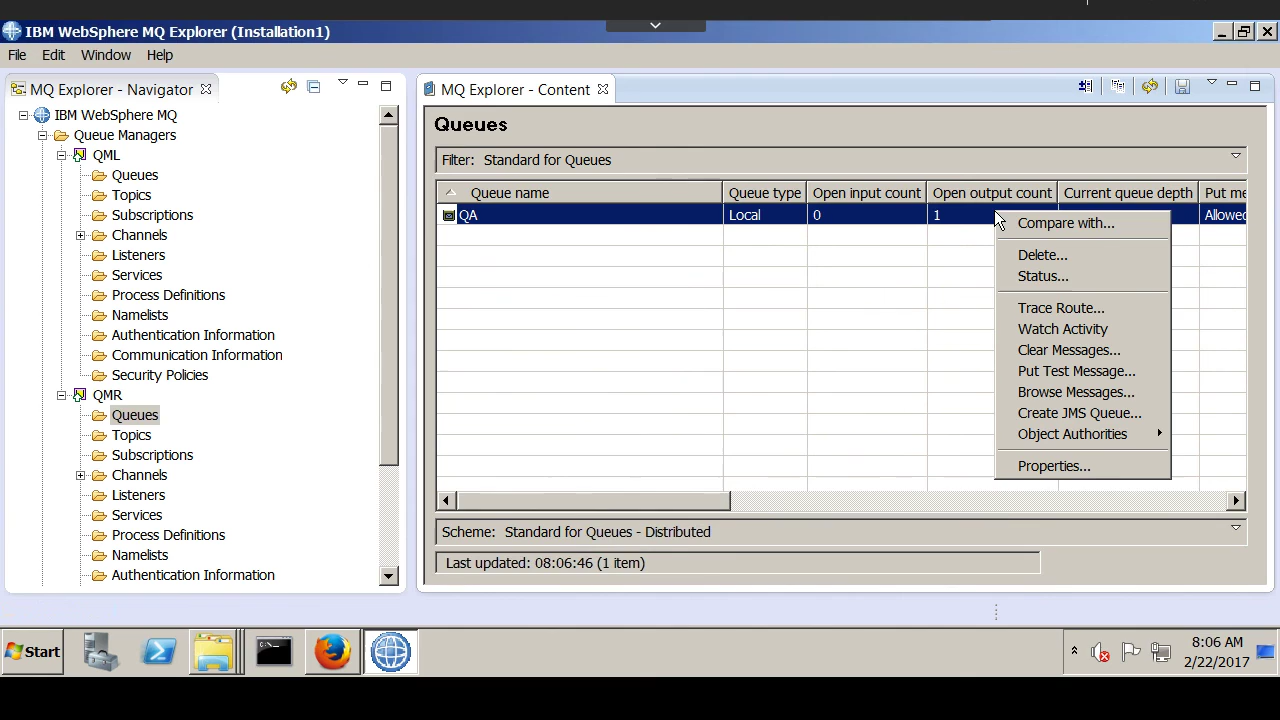 IBM WebSphere MQ Explorer (Installation1)
File Edit Window Help
MQ Explorer - Navigator
IBM WebSphere MQ
Queue Managers
QML
Queues
Topics
Subscriptions
Channels
Listeners
Services
Process Definitions
Namelists
Authentication Information
Communication Information
Security Policies
QMR
Queues
Topics
Subscriptions
Channels
Listeners
Services
Process Definitions
Namelists
Authentication Information
MQ Explorer - Content
Queues
Filter: Standard for Queues
Queue name Queue type Open input count Open output count Current queue depth Put me
QA Local 0 1 Allowed
Compare with...
Delete...
Status...
Trace Route...
Watch Activity
Clear Messages...
Put Test Message...
Browse Messages...
Create JMS Queue...
Object Authorities
Properties...
Scheme: Standard for Queues - Distributed
Last updated: 08:06:46 (1 item)
Start
8:06 AM
2/22/2017